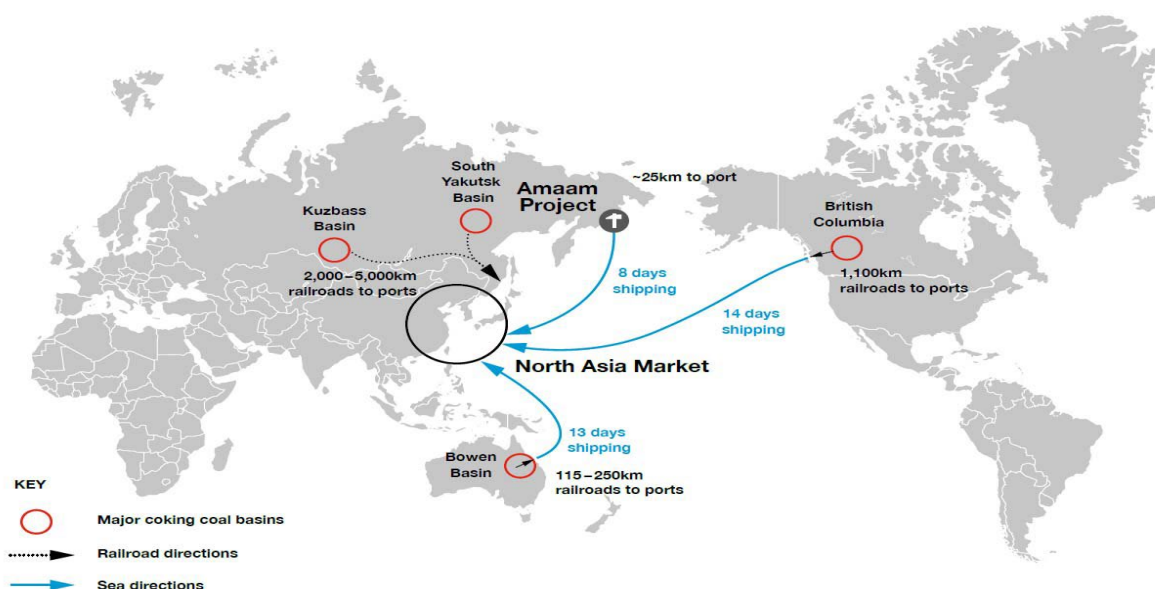 South
Yakutsk
Basin
Amaam
Project
~25km to port
Kuzbass
Basin
British
Columbia
2,000–5,000km
railroads to ports
8 days
shipping
1,100km
railroads to ports
14 days
shipping
North Asia Market
13 days
shipping
Bowen
Basin
115–250km
railroads to ports
KEY
Major coking coal basins
Railroad directions
Sea directions